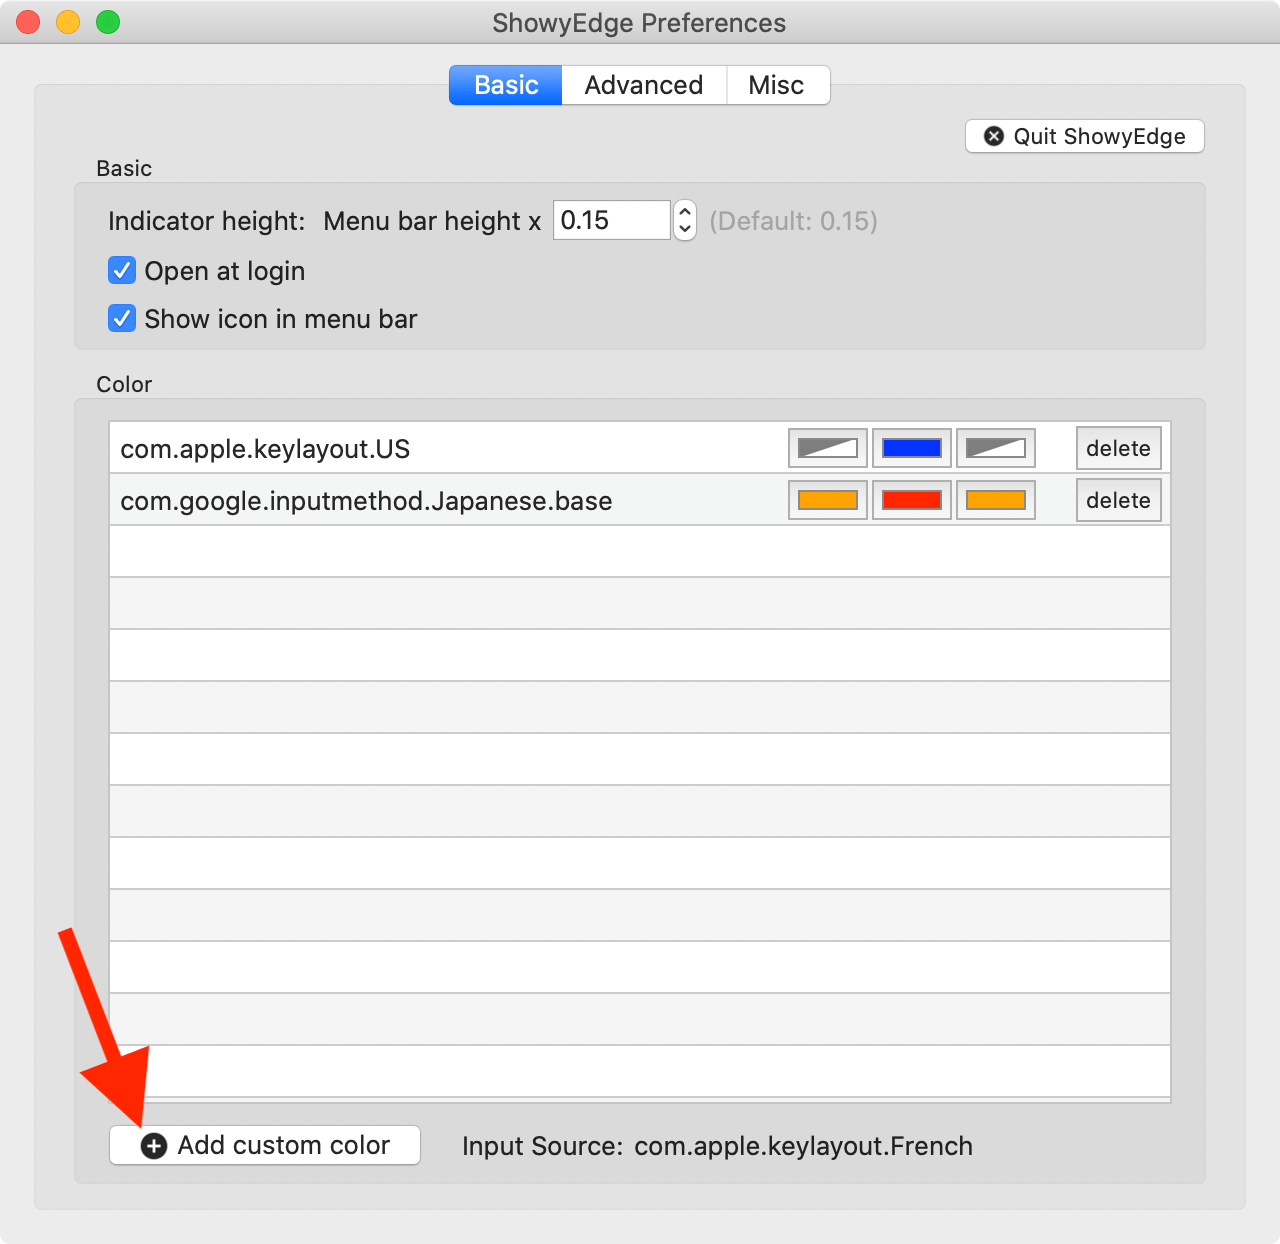 ShowyEdge Preferences
Basic Advanced Misc
Quit ShowyEdge
Basic
Indicator height: Menu bar height x 0.15 (Default: 0.15)
Open at login
Show icon in menu bar
Color
com.apple.keylayout.US delete
com.google.inputmethod.Japanese.base delete
Add custom color Input Source: com.apple.keylayout.French